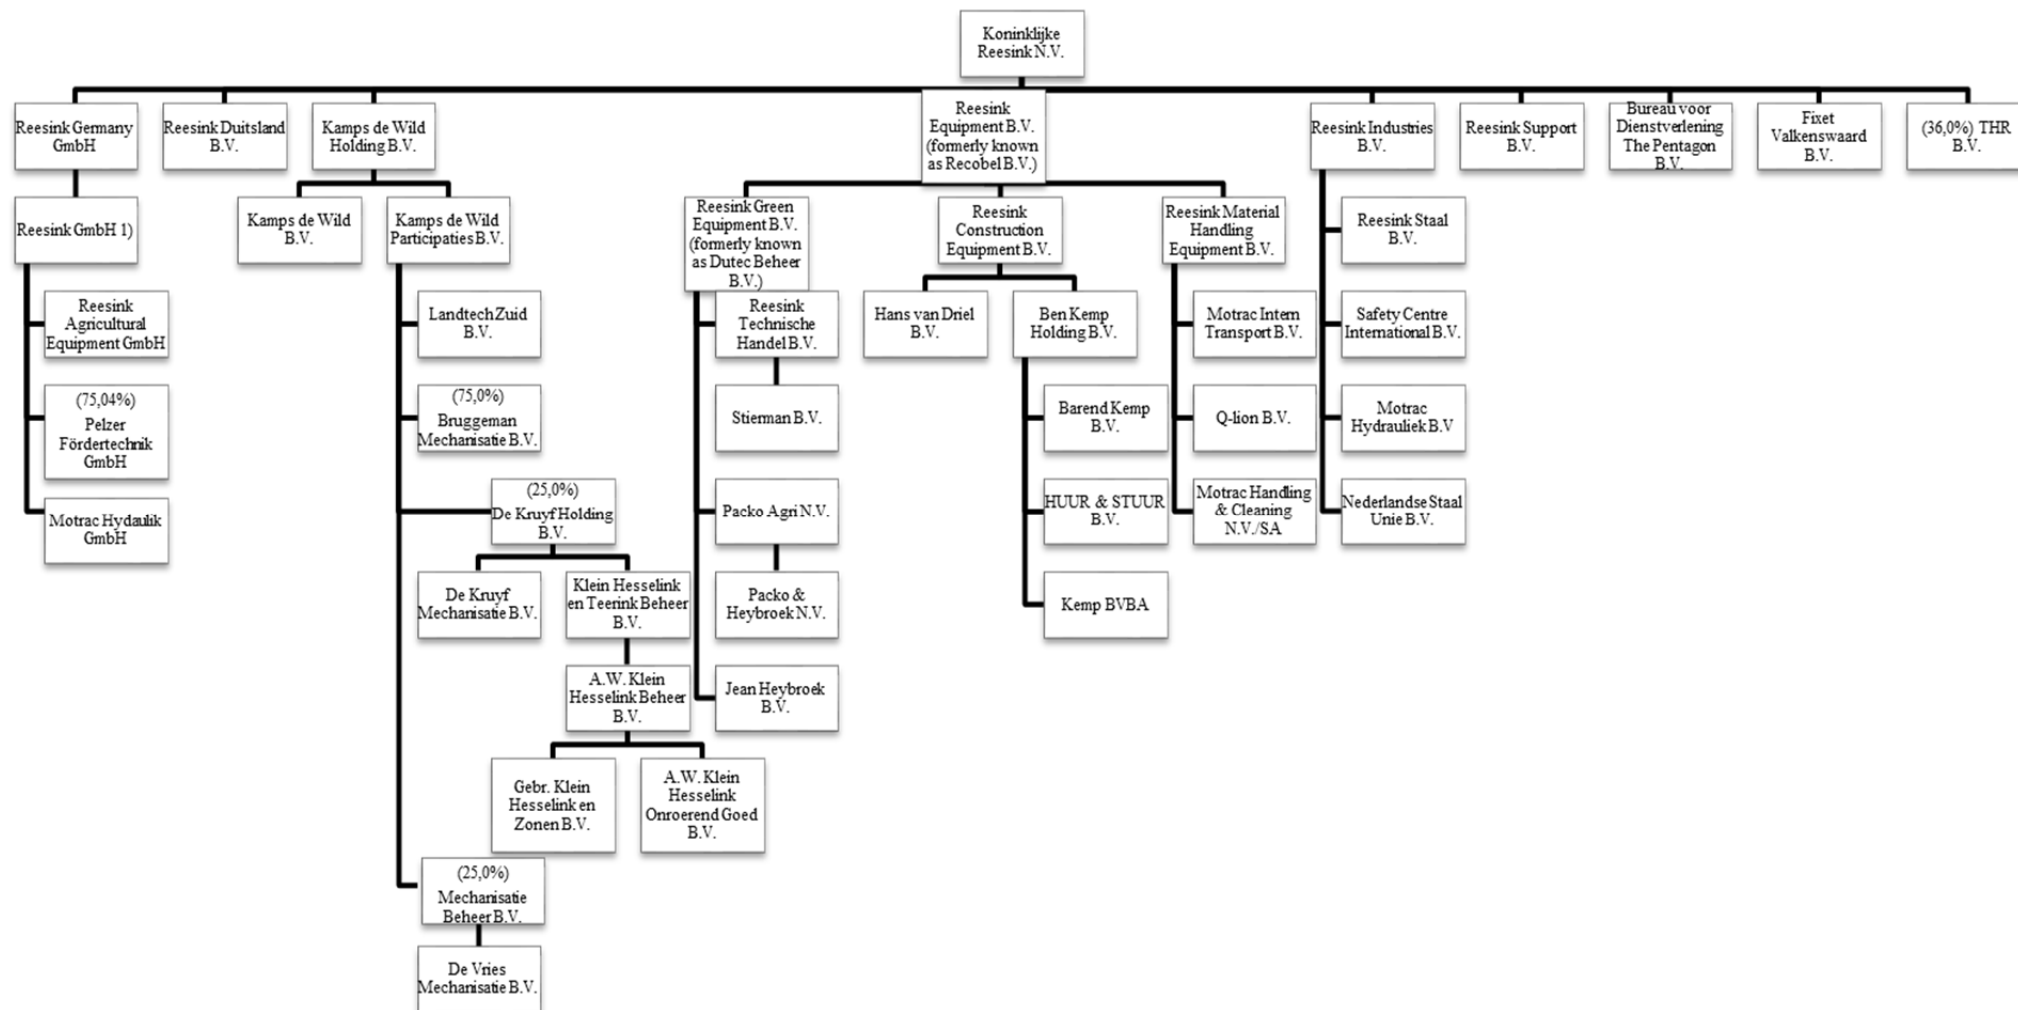 Koninklijke
Reesink N.V.
Reesink Germany
GmbH
Reesink Duitsland
B.V.
Kamps de Wild
Holding B.V.
Reesink
Equipment B.V.
(formerly known
as Recobel B.V.)
Reesink Industries
B.V.
Reesink Support
B.V.
Bureau voor
Dienstverlening
The Pentagon
B.V.
Fixet
Valkenswaard
B.V.
(36,0%) THR
B.V.
Reesink GmbH 1)
Kamps de Wild
B.V.
Kamps de Wild
Participaties B.V.
Reesink Green
Equipment B.V.
(formerly known
as Dutec Beheer
B.V.)
Reesink
Construction
Equipment B.V.
Reesink Material
Handling
Equipment B.V.
Reesink Staal
B.V.
Reesink
Agricultural
Equipment GmbH
Landtech Zuid
B.V.
Reesink
Technische
Handel B.V.
Hans van Driel
B.V.
Ben Kemp
Holding B.V.
Motrac Intern
Transport B.V.
Safety Centre
International B.V.
(75,04%)
Pelzer
Fördertechnik
GmbH
(75,0%)
Bruggeman
Mechanisatie B.V.
Stierman B.V.
Barend Kemp
B.V.
Q-lion B.V.
Motrac
Hydrauliek B.V
Motrac Hydaulik
GmbH
(25,0%)
De Kruyf Holding
B.V.
Packo Agri N.V.
HUUR & STUUR
B.V.
Motrac Handling
& Cleaning
N.V./SA
Nederlandse Staal
Unie B.V.
De Kruyf
Mechanisatie B.V.
Klein Hesselink
en Teerink Beheer
B.V.
Packo &
Heybroek N.V.
Kemp BVBA
A.W. Klein
Hesselink Beheer
B.V.
Jean Heybroek
B.V.
Gebr. Klein
Hesselink en
Zonen B.V.
A.W. Klein
Hesselink
Onroerend Goed
B.V.
(25,0%)
Mechanisatie
Beheer B.V.
De Vries
Mechanisatie B.V.